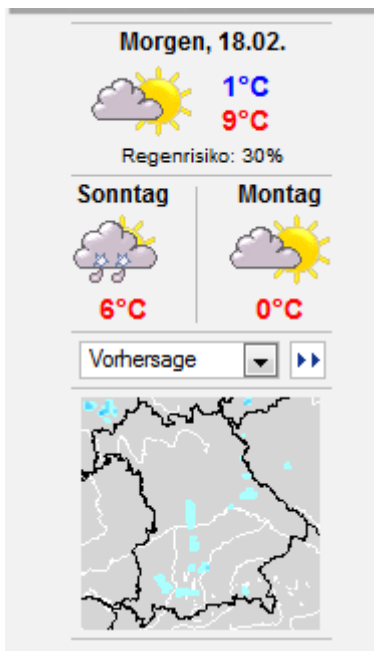 Morgen, 18.02.
1°C
9°C
Regenrisiko: 30%
Sonntag Montag
6°C 0°C
Vorhersage